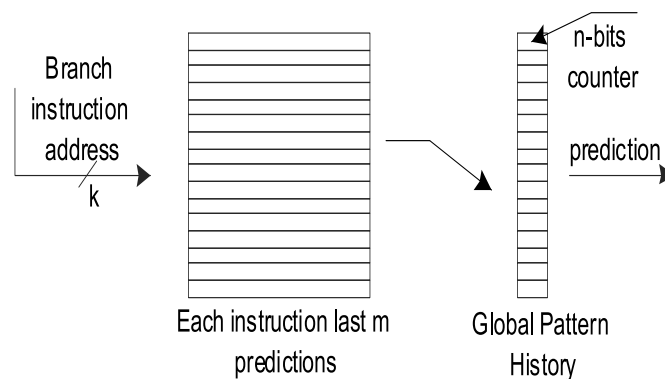 Branch
instruction
address
k
Each instruction last m
predictions
n-bits
counter
prediction
Global Pattern
History